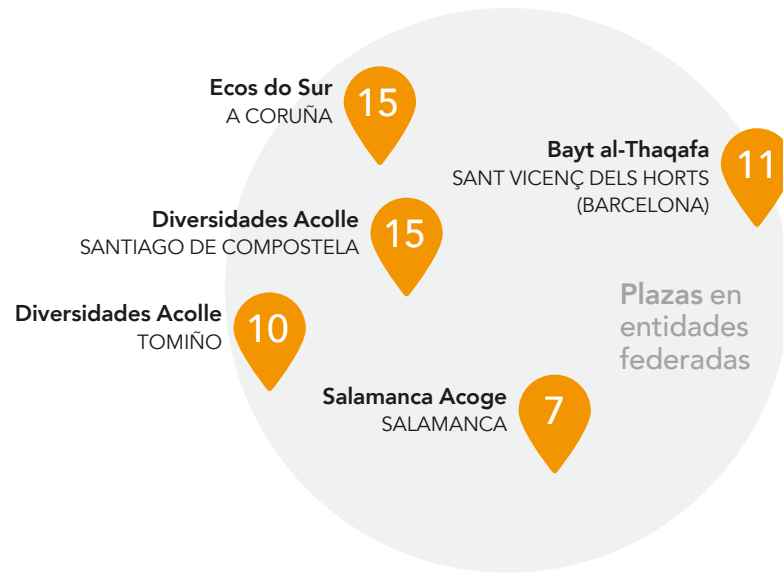 Ecos do Sur
A CORUÑA
15
Bayt al-Thaqafa
SANT VICENÇ DELS HORTS
(BARCELONA)
11
Diversidades Acolle
SANTIAGO DE COMPOSTELA
15
Plazas en
entidades
federadas
Diversidades Acolle
TOMIÑO
10
Salamanca Acoge
SALAMANCA
7